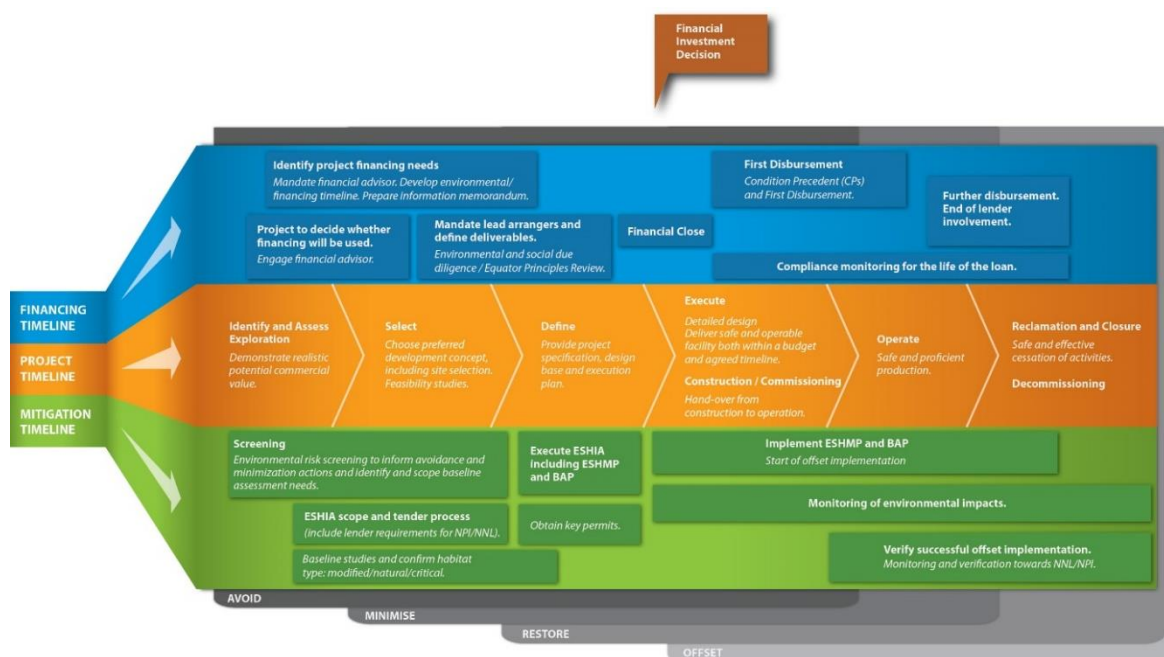 Financial
Investment
Decision
Identify project financing needs
Mandate financial advisor. Develop environmental/
financing timeline. Prepare information memorandum.
First Disbursement
Condition Precedent (CPs)
and First Disbursement.
Further disbursement.
End of lender
involvement.
Project to decide whether
financing will be used.
Engage financial advisor.
Mandate lead arrangers and
define deliverables.
Environmental and social due
diligence / Equator Principles Review.
Financial Close
Compliance monitoring for the life of the loan.
FINANCING
TIMELINE
PROJECT
TIMELINE
MITIGATION
TIMELINE
Identify and Assess
Exploration
Demonstrate realistic
potential commercial
value.
Select
Choose preferred
development concept,
including site selection.
Feasibility studies.
Define
Provide project
specification, design
base and execution
plan.
Execute
Detailed design
Deliver safe and operable
facility both within a budget
and agreed timeline.
Construction / Commissioning
Hand-over from
construction to operation.
Operate
Safe and proficient
production.
Reclamation and Closure
Safe and effective
cessation of activities.
Decommissioning
Screening
Environmental risk screening to inform avoidance and
minimization actions and identify and scope baseline
assessment needs.
Execute ESHIA
including ESHMP
and BAP
Implement ESHMP and BAP
Start of offset implementation
ESHIA scope and tender process
(include lender requirements for NPI/NNL).
Obtain key permits.
Monitoring of environmental impacts.
Baseline studies and confirm habitat
type: modified/natural/critical.
Verify successful offset implementation.
Monitoring and verification towards NNL/NPI.
AVOID
MINIMISE
RESTORE
OFFSET